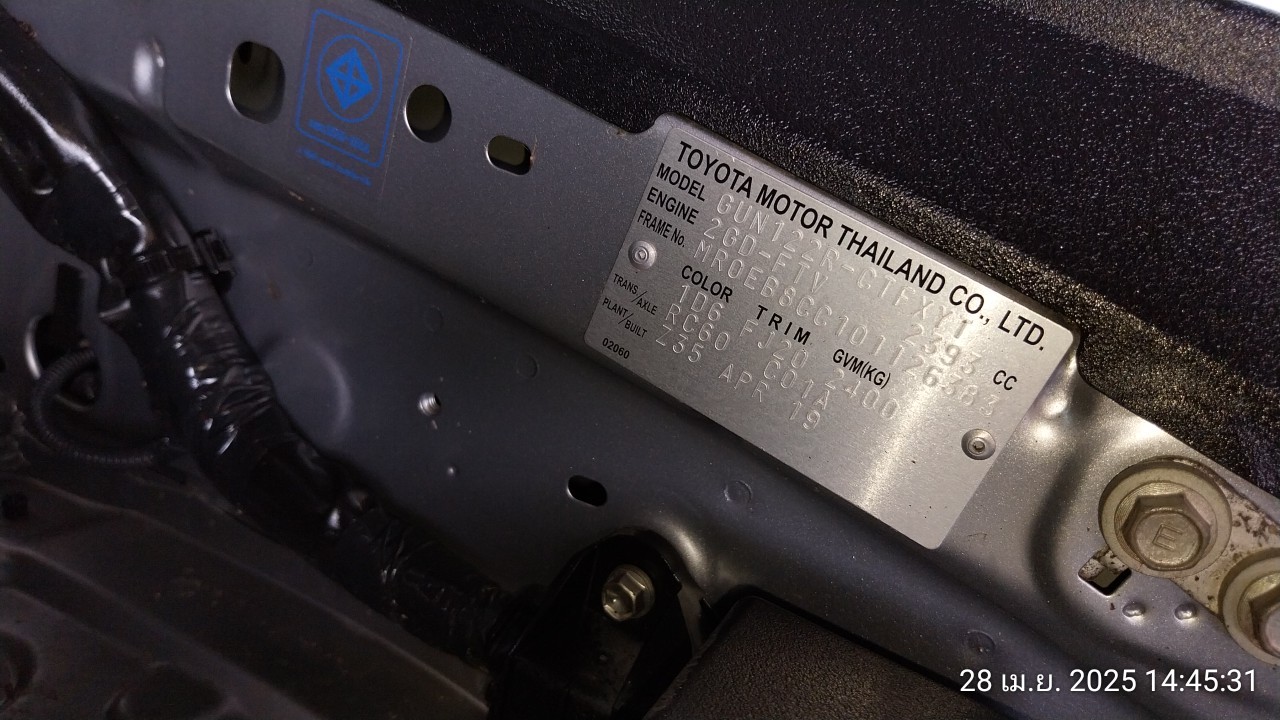 TOYOTA MOTOR THAILAND CO., LTD.
MODEL GUN122R-CTFXYT
ENGINE 2GD-FTV 2393 CC
FRAME No. MR0EB8CC101126383
COLOR TRIM GVM(KG)
1D6 FJ20 2400
TRANS/AXLE RC60 C01A
PLANT/BUILT Z35 APR 19
02060
E
28 เม.ย. 2025 14:45:31